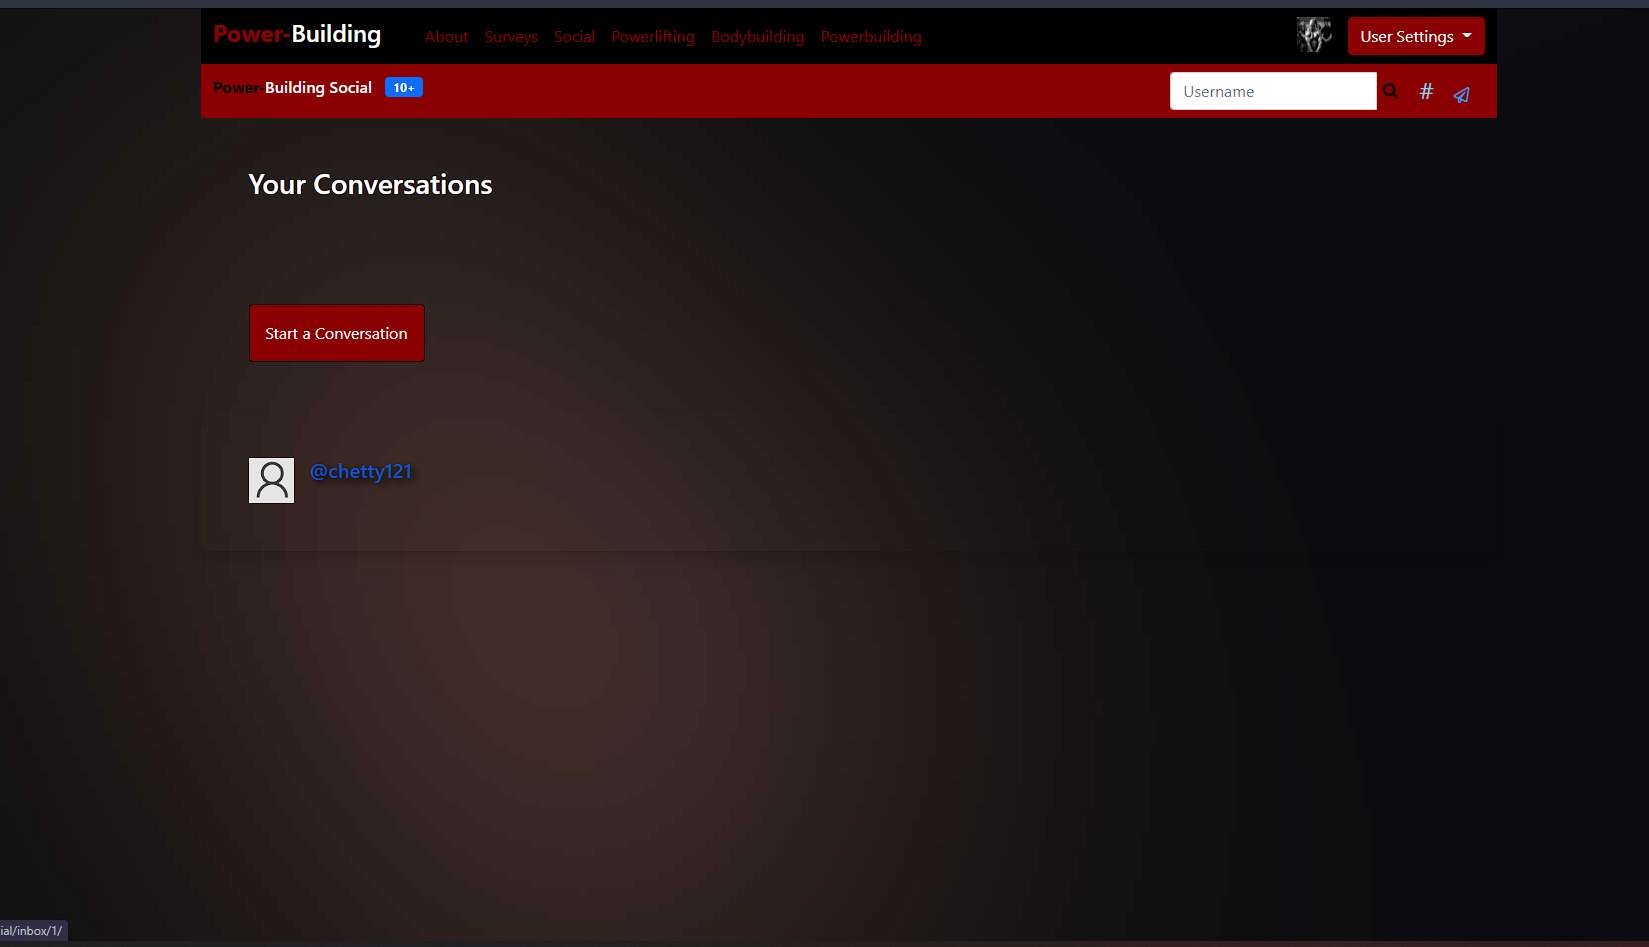 Power-Building About Surveys Social Powerlifting Bodybuilding Powerbuilding User Settings
Power-Building Social 10+ Username #
Your Conversations
Start a Conversation
@chetty121
ial/inbox/1/